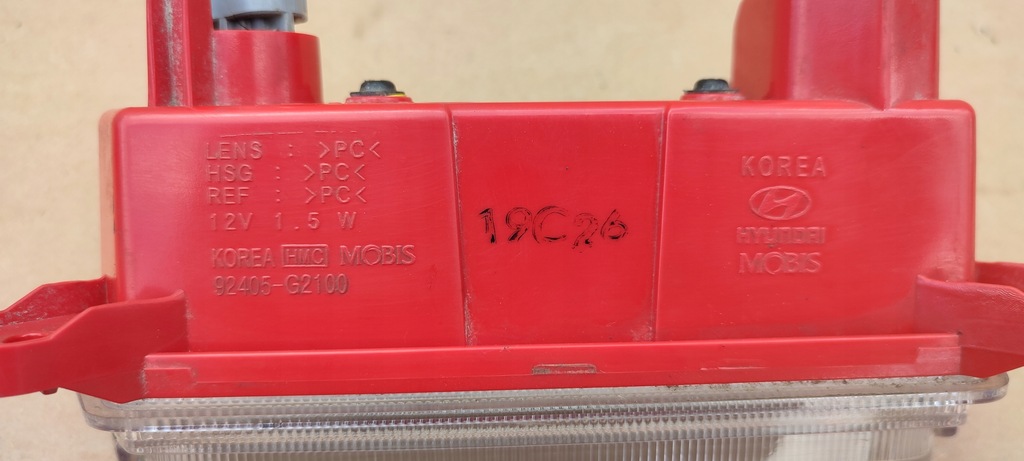 LENS : >PC<
HSG : >PC<
REF : >PC<
12V 1.5 W
KOREA HMC MOBIS
92405-G2100
19C26
KOREA
HYUNDAI
MOBIS